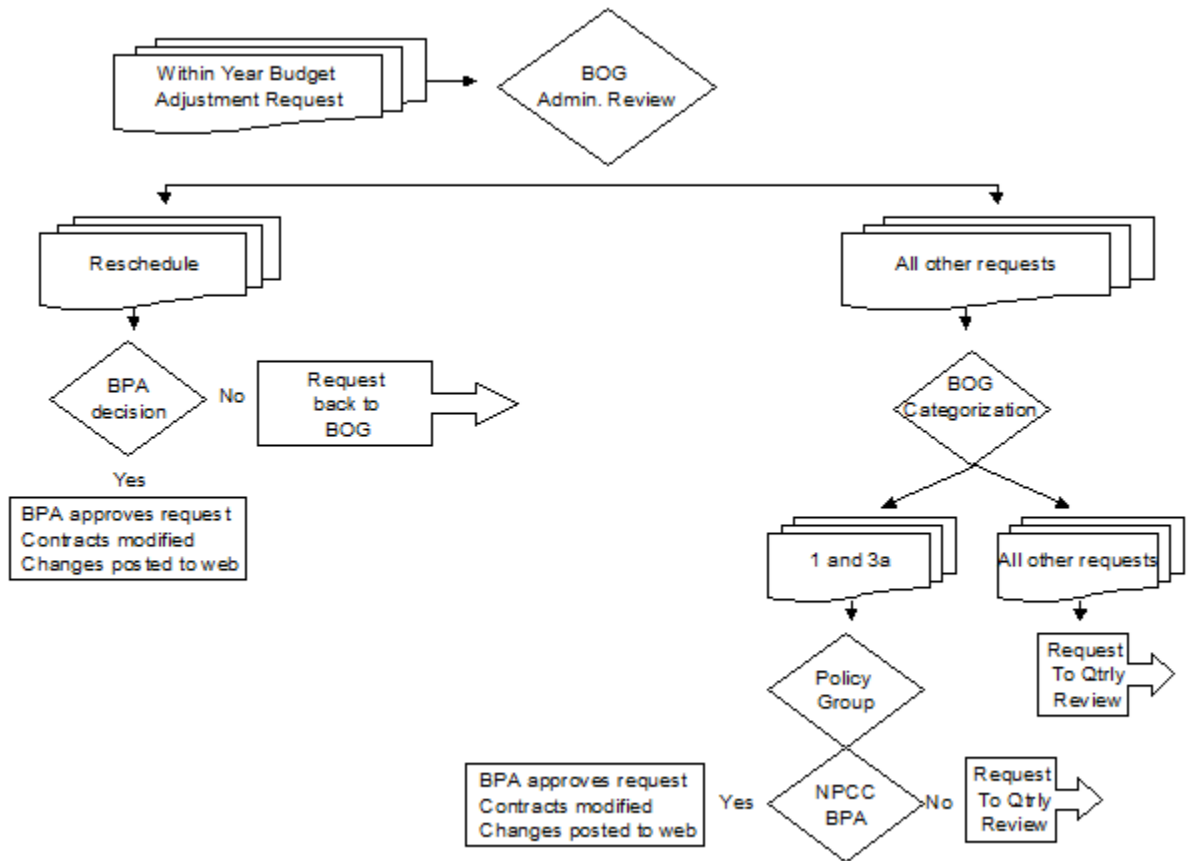 Within Year Budget
Adjustment Request
BOG
Admin. Review
Reschedule
All other requests
BPA
decision
No
Request
back to
BOG
BOG
Categorization
Yes
BPA approves request
Contracts modified
Changes posted to web
1 and 3a
All other requests
Request
To Qtrly
Review
Policy
Group
BPA approves request
Contracts modified
Changes posted to web
Yes
NPCC
BPA
No
Request
To Qtrly
Review